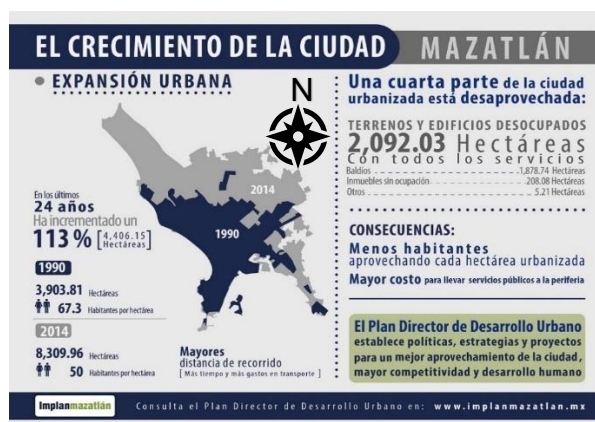 EL CRECIMIENTO DE LA CIUDAD MAZATLÁN
EXPANSIÓN URBANA
N
2014
1990
En los últimos
24 años
Ha incrementado un
113% [4,406.15 Hectáreas]
1990
3,903.81 Hectáreas
67.3 Habitantes por hectárea
2014
8,309.96 Hectáreas
50 Habitantes por hectárea
Mayores
distancia de recorrido
[ Más tiempo y más gastos en transporte ]
Una cuarta parte de la ciudad
urbanizada está desaprovechada:
TERRENOS Y EDIFICIOS DESOCUPADOS
2,092.03 Hectáreas
Con todos los servicios
Baldíos 1,878.74 Hectáreas
Inmuebles sin ocupación 208.08 Hectáreas
Otros 5.21 Hectáreas
CONSECUENCIAS:
Menos habitantes
aprovechando cada hectárea urbanizada
Mayor costo para llevar servicios públicos a la periferia
El Plan Director de Desarrollo Urbano
establece políticas, estrategias y proyectos
para un mejor aprovechamiento de la ciudad,
mayor competitividad y desarrollo humano
Implanmazatlán
Consulta el Plan Director de Desarrollo Urbano en: www.implanmazatlan.mx